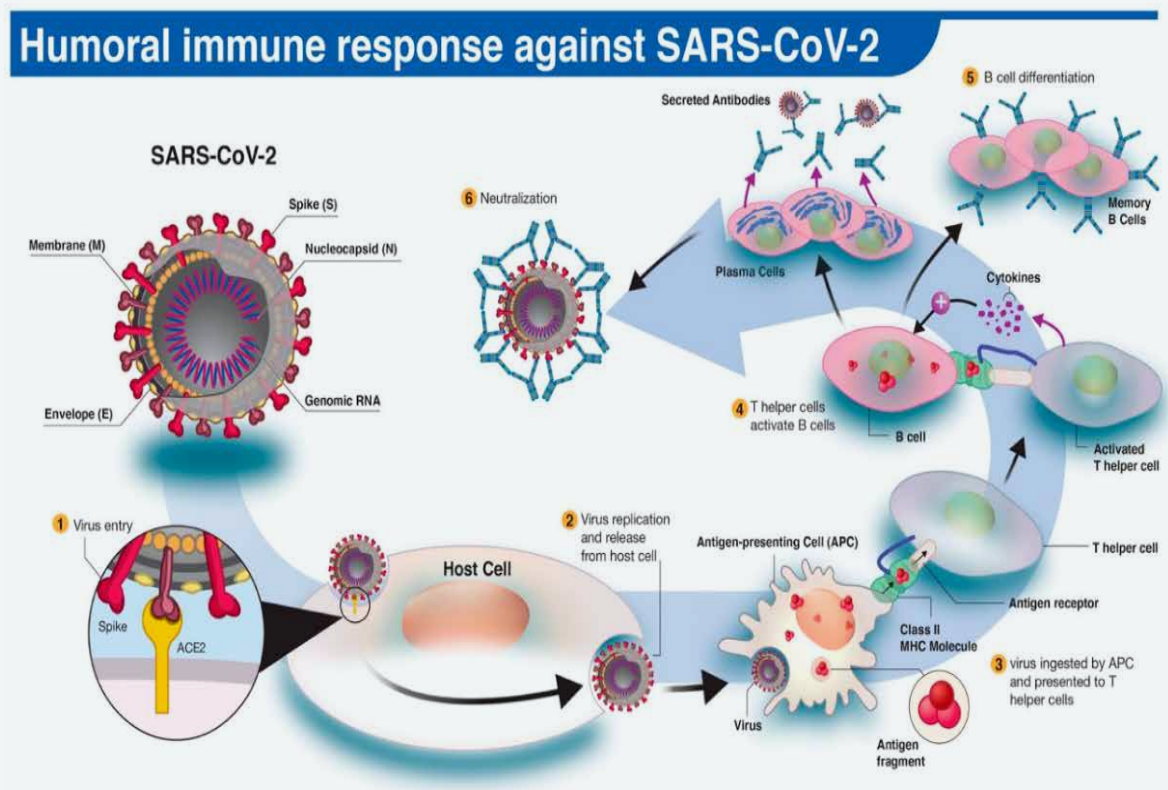 Humoral immune response against SARS-CoV-2
SARS-CoV-2
Spike (S)
Membrane (M)
Nucleocapsid (N)
Envelope (E)
Genomic RNA
1 Virus entry
Spike
ACE2
Host Cell
2 Virus replication
and release
from host cell
Antigen-presenting Cell (APC)
Virus
Antigen
fragment
Class II
MHC Molecule
Antigen receptor
T helper cell
3 virus ingested by APC
and presented to T
helper cells
4 T helper cells
activate B cells
B cell
Activated
T helper cell
Cytokines
+
5 B cell differentiation
Memory
B Cells
Secreted Antibodies
Plasma Cells
6 Neutralization